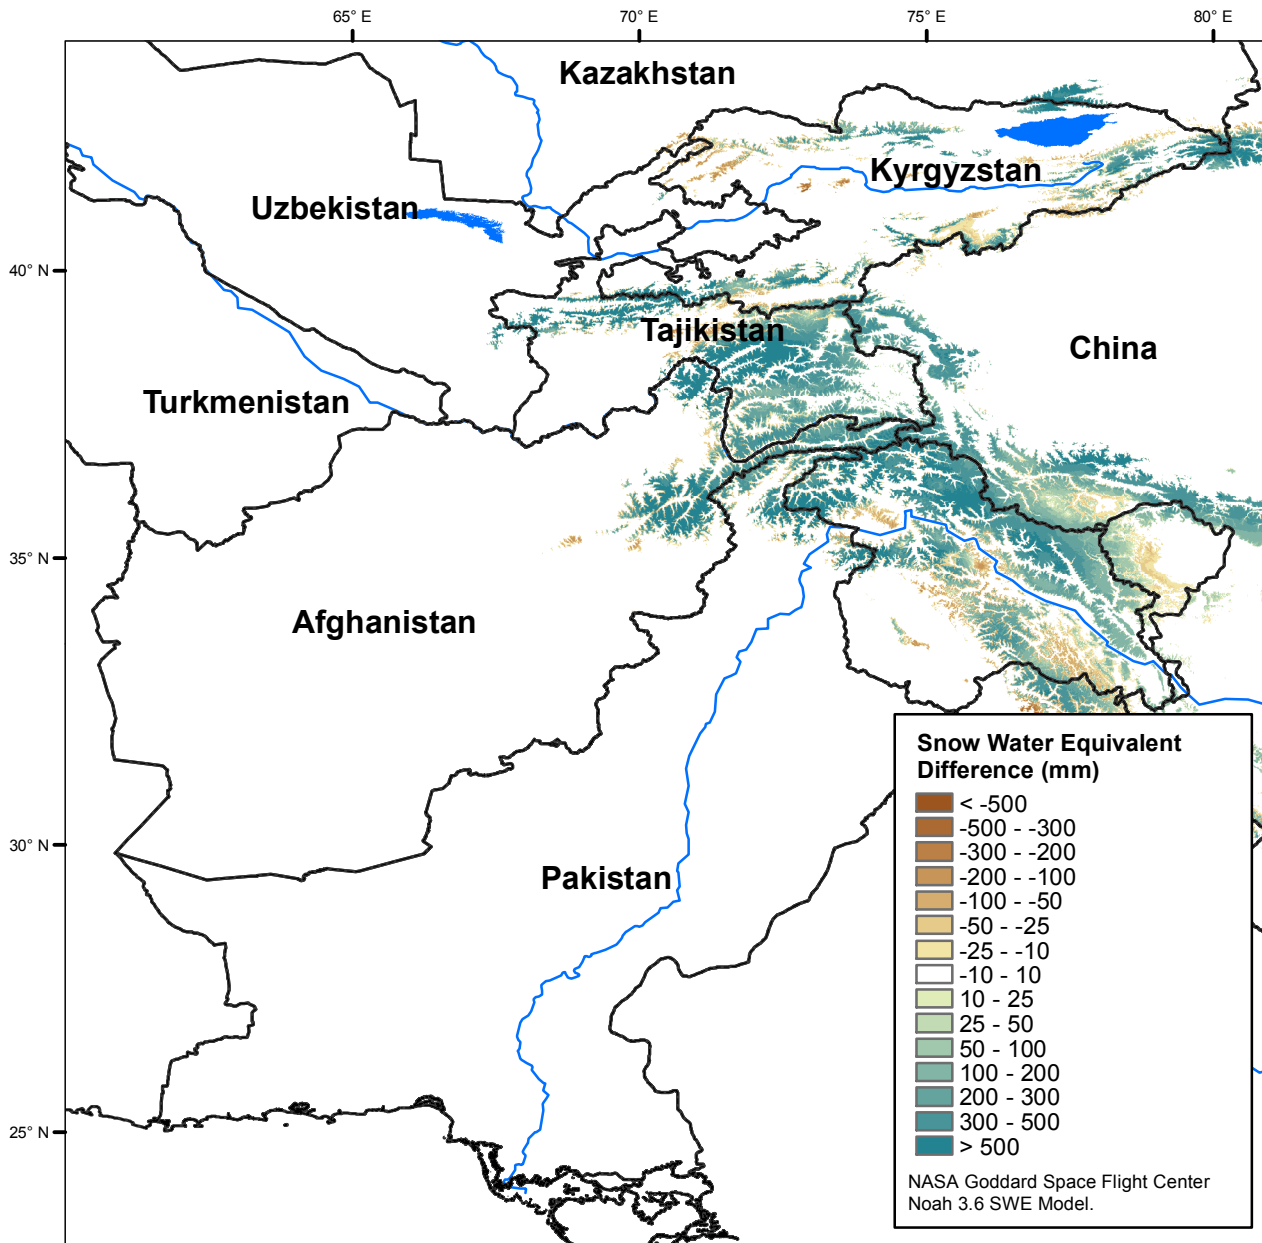 65° E
70° E
75° E
80° E
Kazakhstan
Kyrgyzstan
Uzbekistan
40° N
Tajikistan
China
Turkmenistan
35° N
Afghanistan
30° N
Pakistan
25° N
Snow Water Equivalent
Difference (mm)
< -500
-500 - -300
-300 - -200
-200 - -100
-100 - -50
-50 - -25
-25 - -10
-10 - 10
10 - 25
25 - 50
50 - 100
100 - 200
200 - 300
300 - 500
> 500
NASA Goddard Space Flight Center
Noah 3.6 SWE Model.